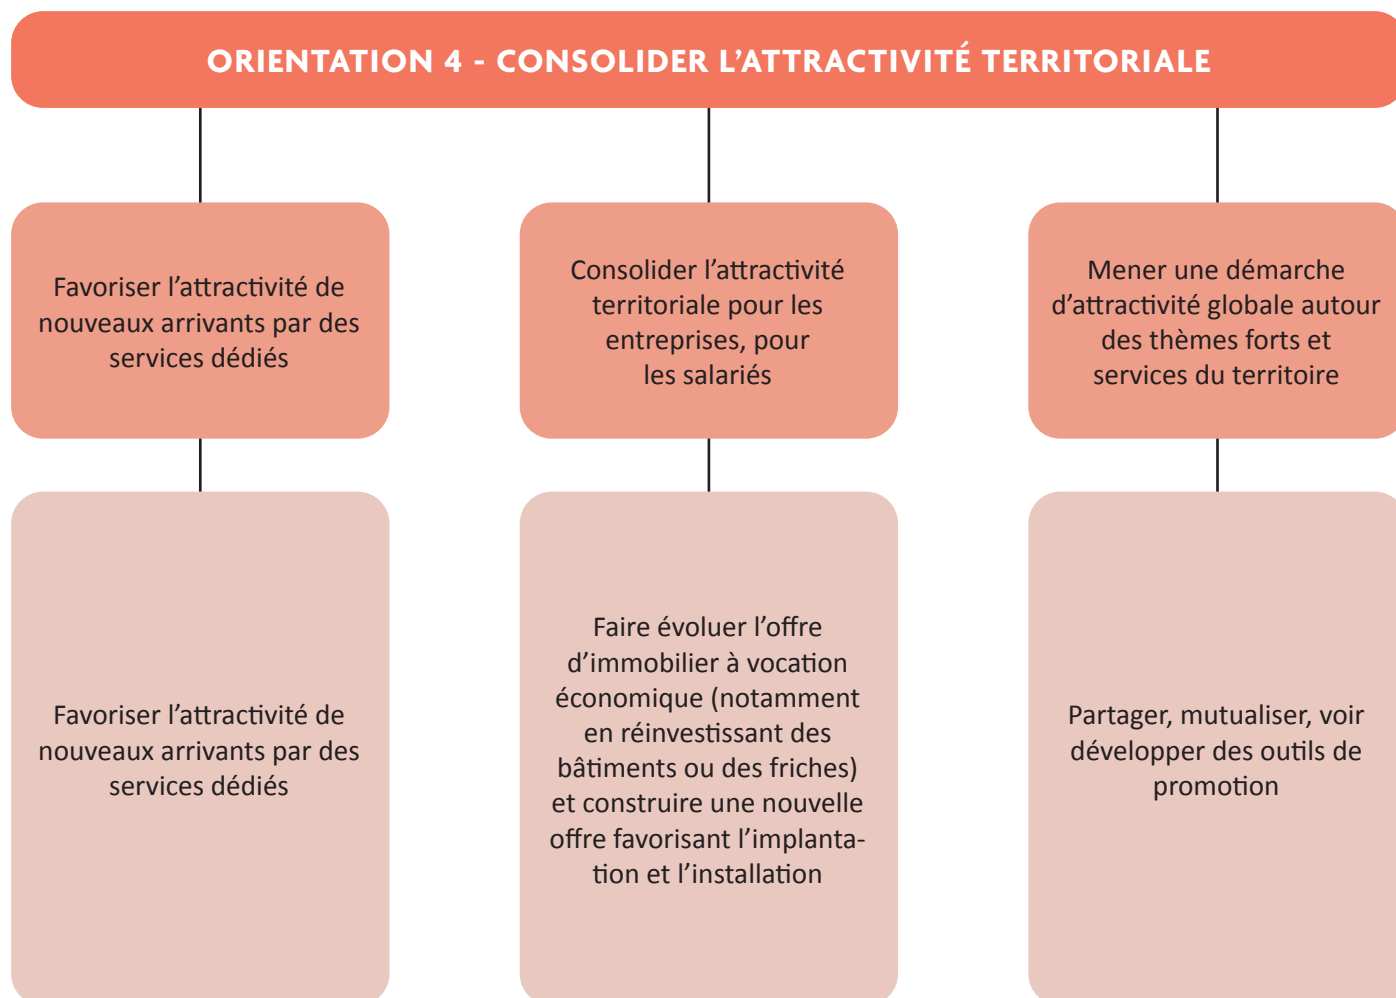 ORIENTATION 4 - CONSOLIDER L’ATTRACTIVITÉ TERRITORIALE
Favoriser l’attractivité de
nouveaux arrivants par des
services dédiés
Consolider l’attractivité
territoriale pour les
entreprises, pour
les salariés
Mener une démarche
d’attractivité globale autour
des thèmes forts et
services du territoire
Favoriser l’attractivité de
nouveaux arrivants par des
services dédiés
Faire évoluer l’offre
d’immobilier à vocation
économique (notamment
en réinvestissant des
bâtiments ou des friches)
et construire une nouvelle
offre favorisant l’implanta-
tion et l’installation
Partager, mutualiser, voir
développer des outils de
promotion